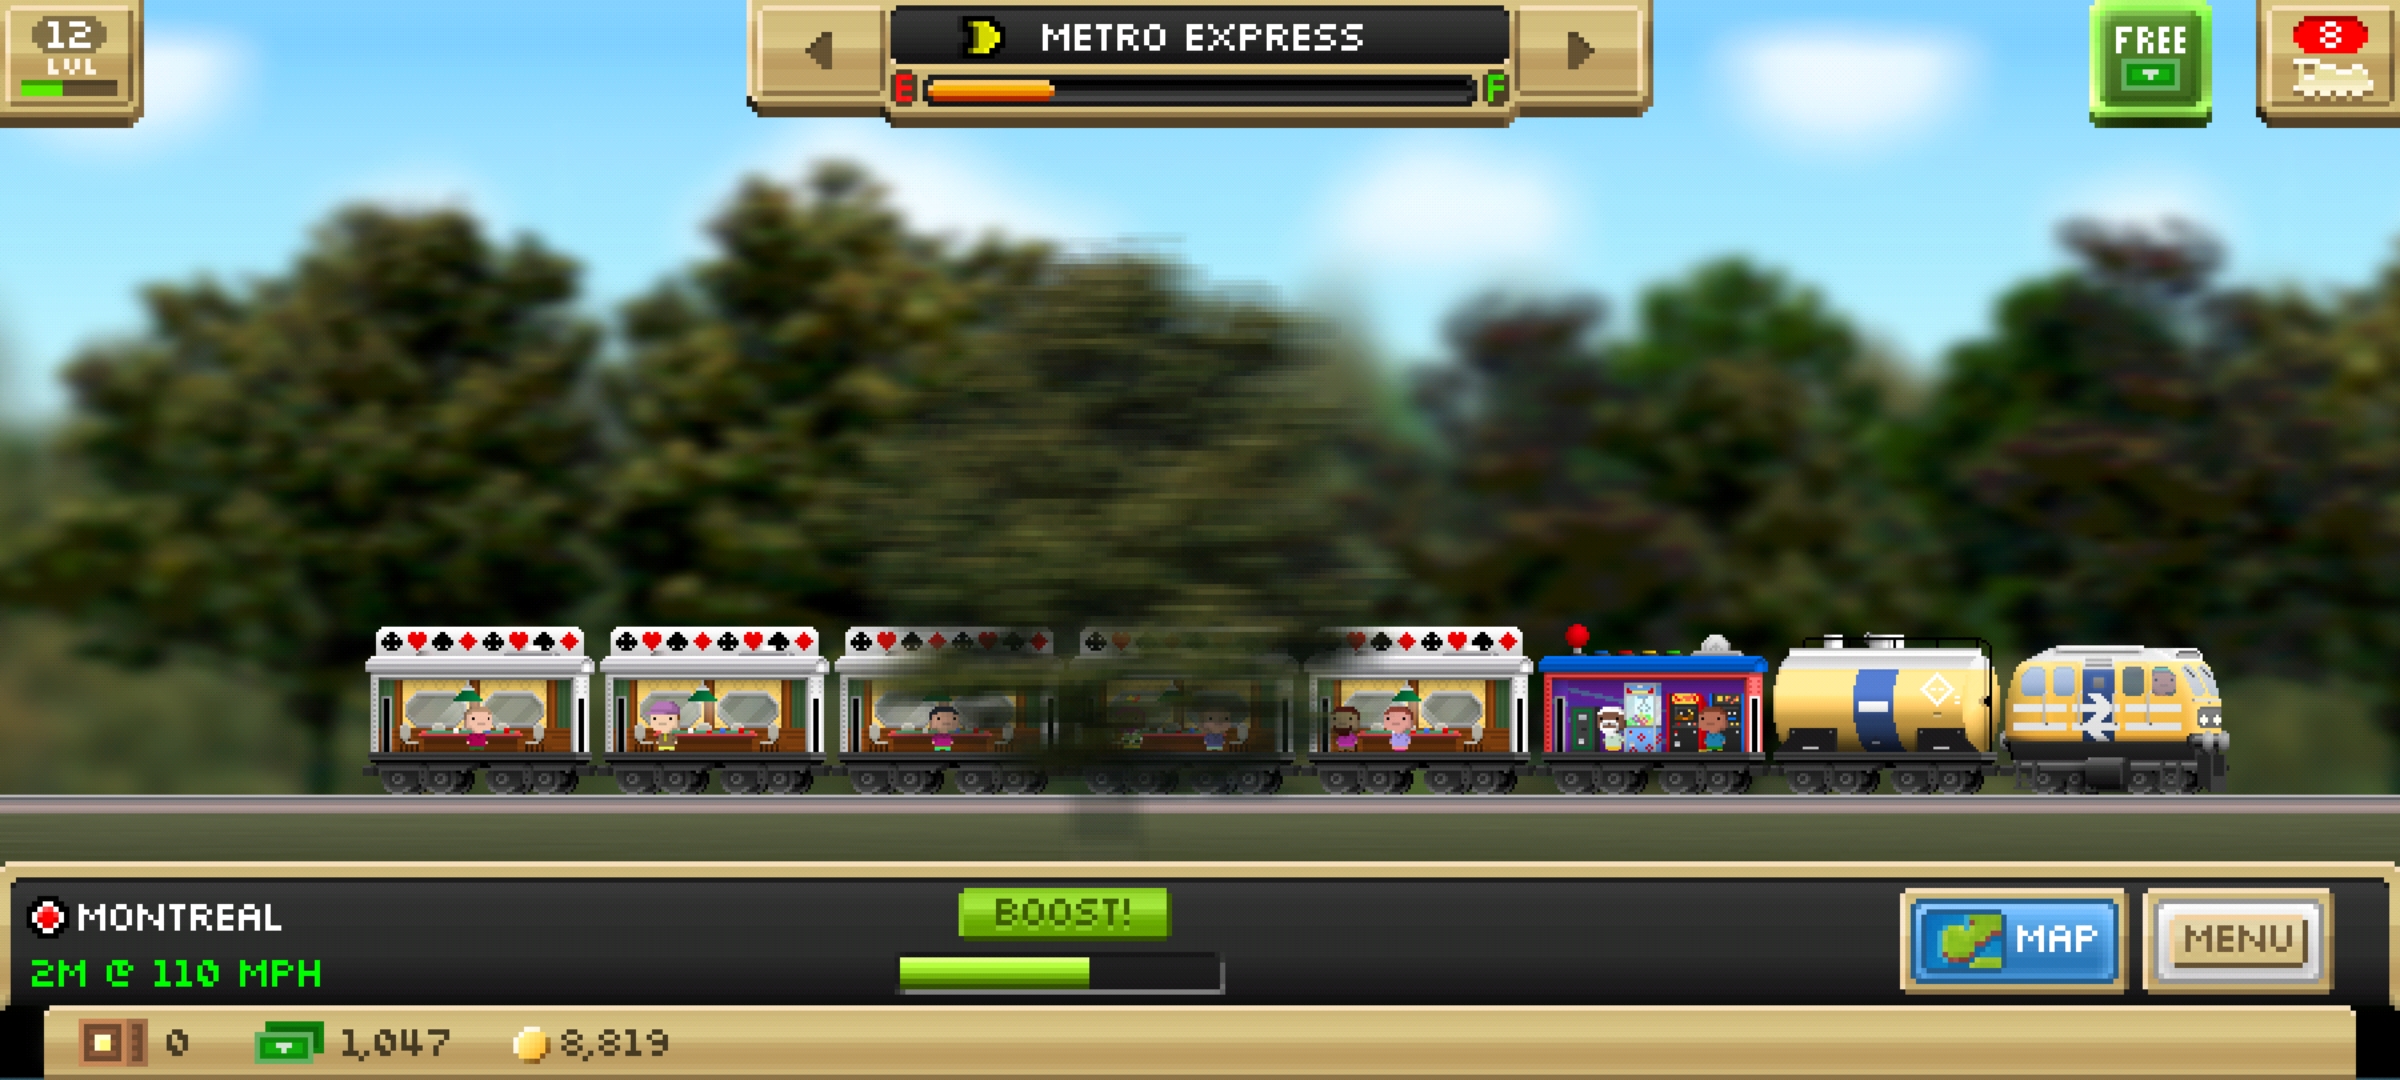 12
LVL
METRO EXPRESS
E F
FREE
8
MONTREAL
2M @ 110 MPH
BOOST!
MAP
MENU
0 1,047 8,819